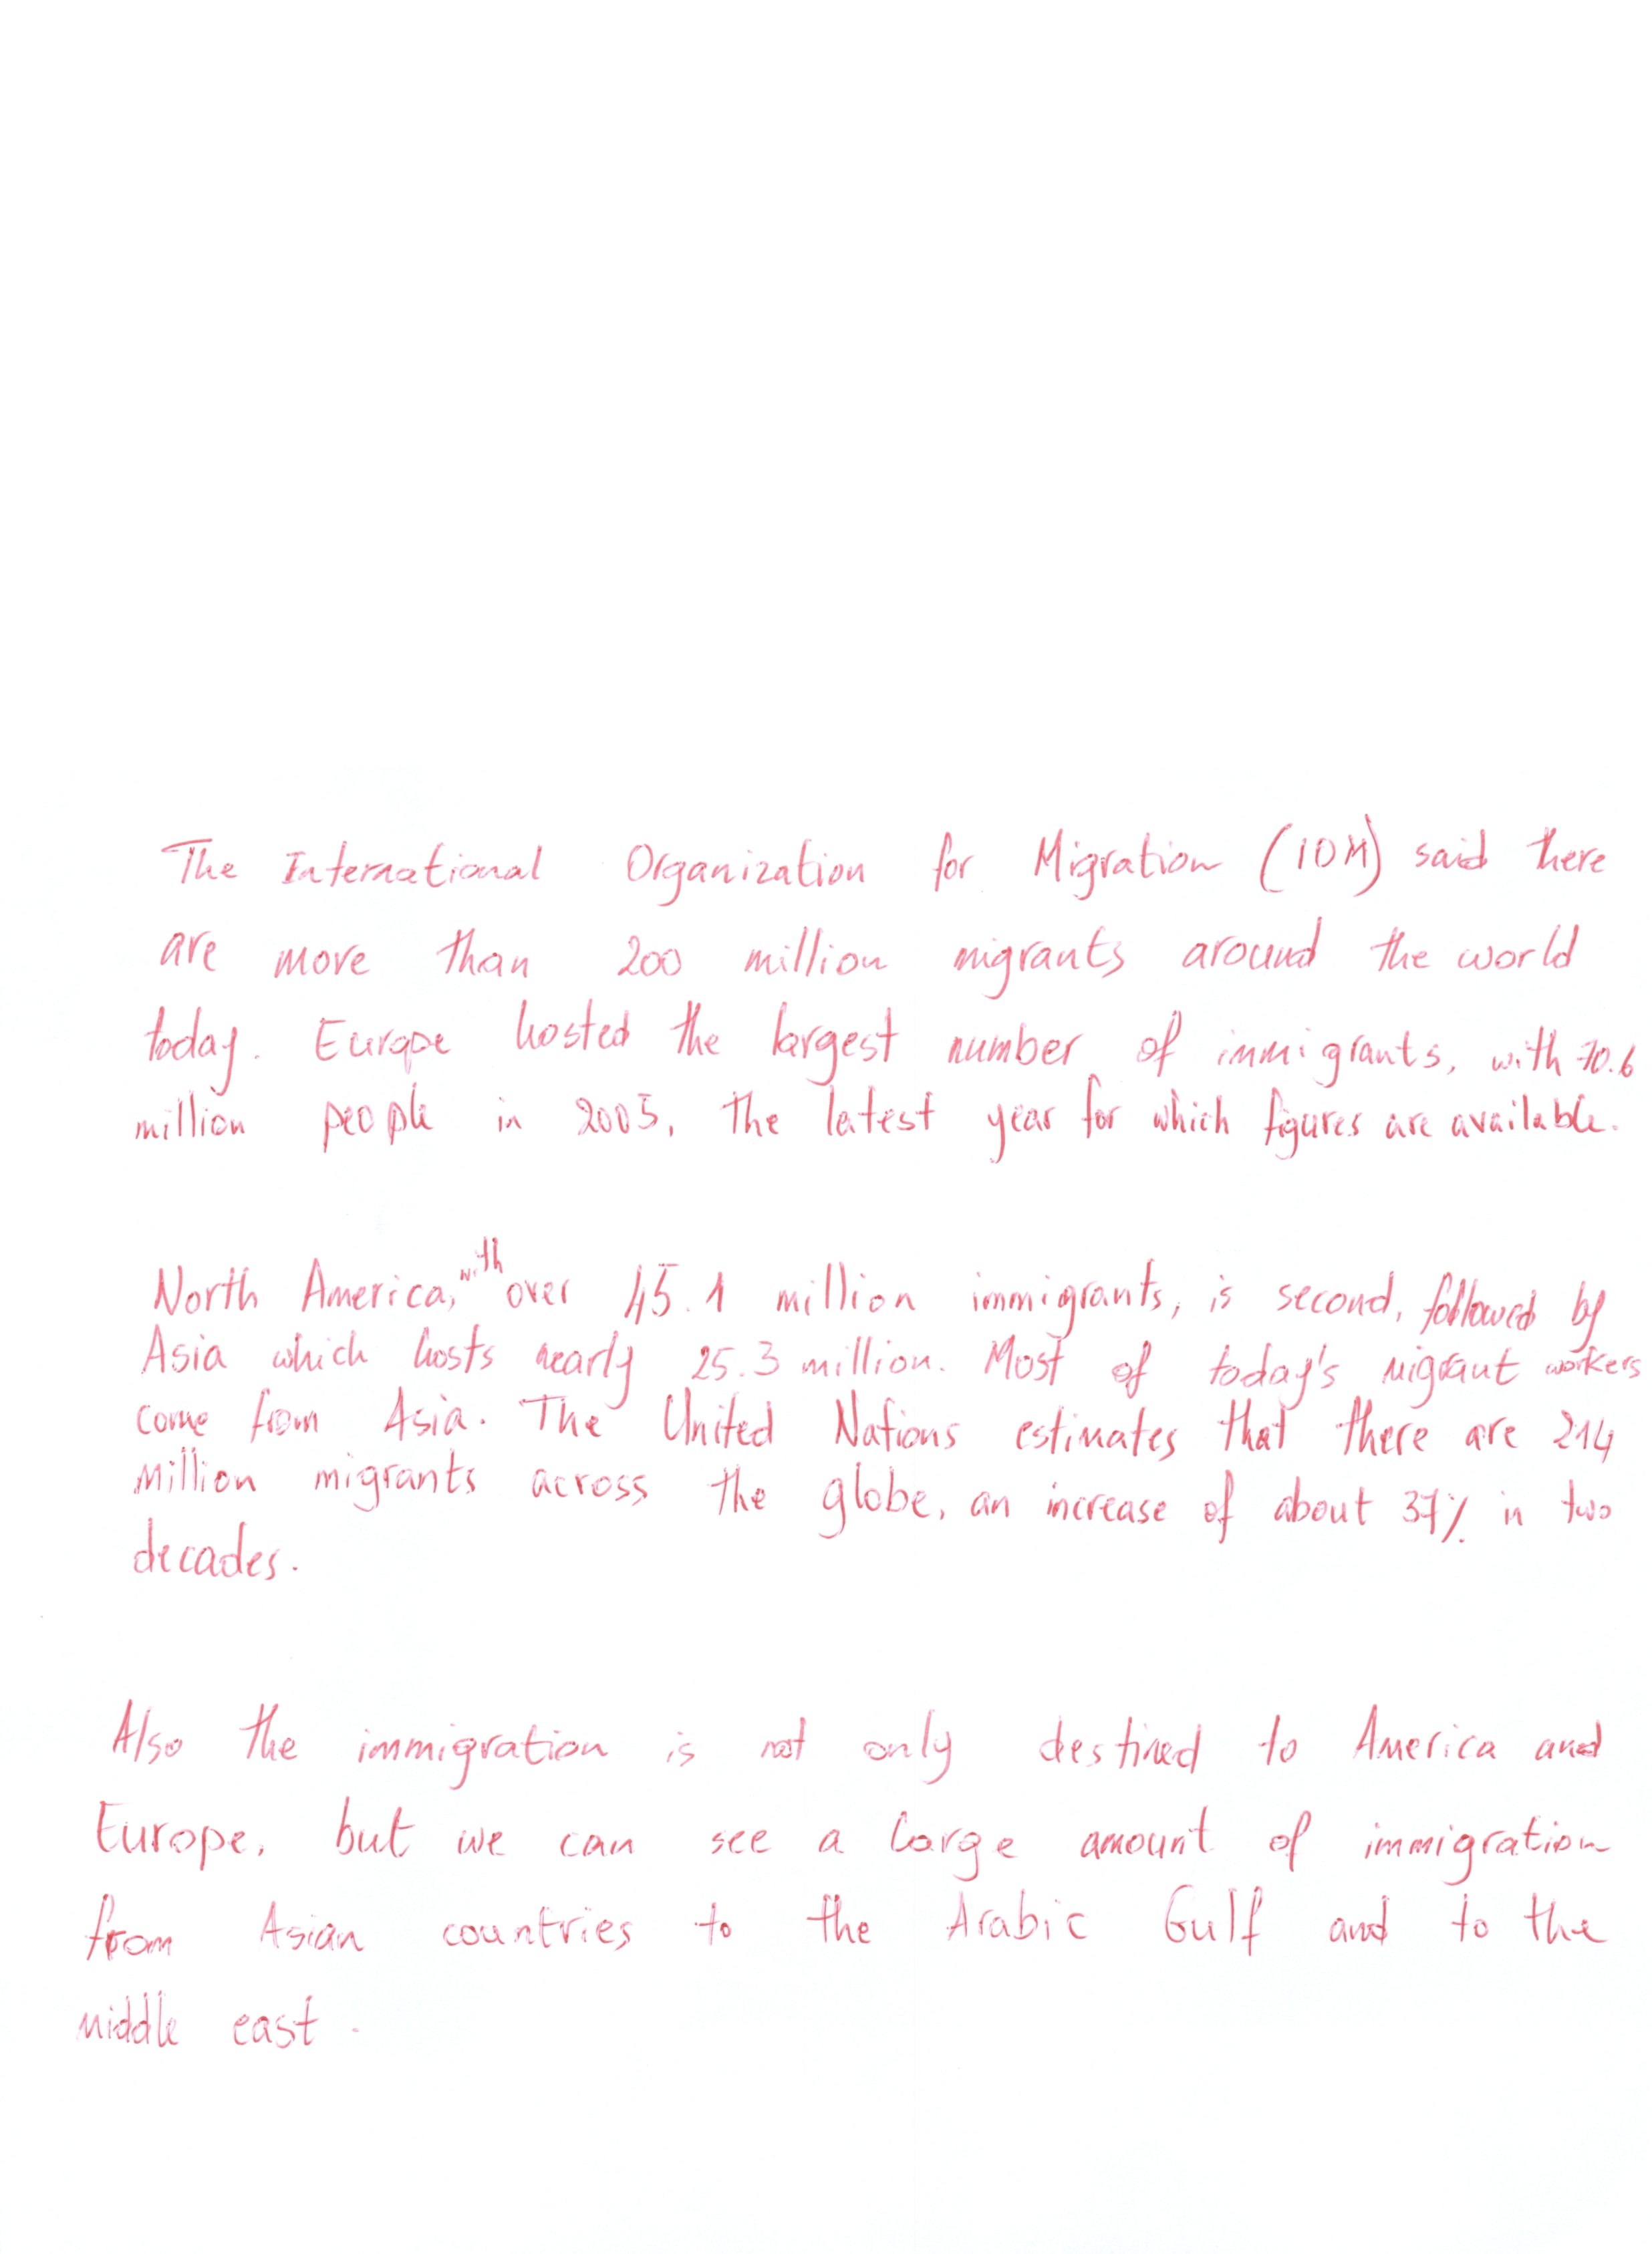 The International Organization for Migration (IOM) said there
are more than 200 million migrants around the world
today. Europe hosted the largest number of immigrants, with 70.6
million people in 2005, the latest year for which figures are available.
North America, with over 45.1 million immigrants, is second, followed by
Asia which hosts nearly 25.3 million. Most of today's migrant workers
come from Asia. The United Nations estimates that there are 214
million migrants across the globe, an increase of about 37% in two
decades.
Also the immigration is not only destined to America and
Europe, but we can see a large amount of immigration
from Asian countries to the Arabic Gulf and to the
middle east.